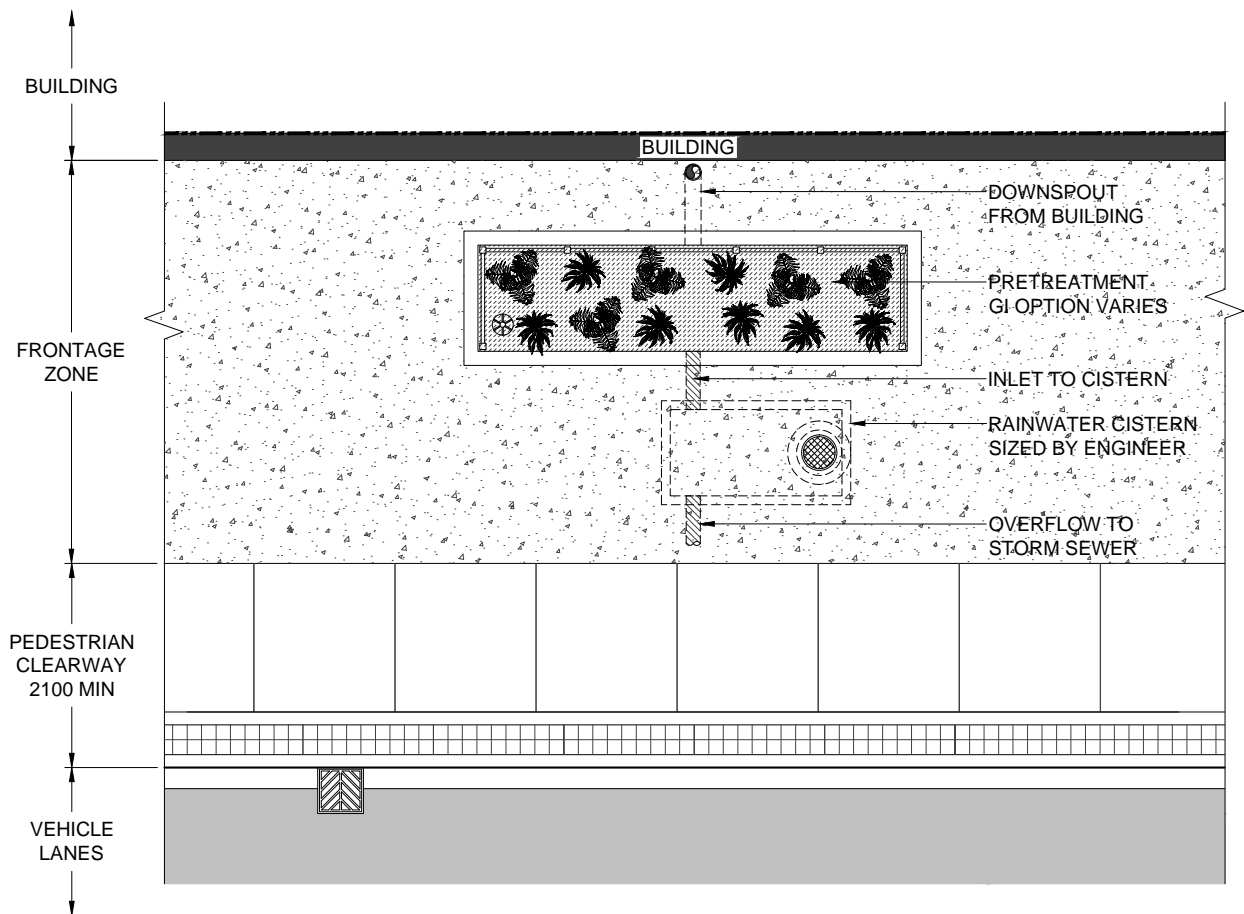 BUILDING
BUILDING
DOWNSPOUT
FROM BUILDING
PRETREATMENT
GI OPTION VARIES
FRONTAGE
ZONE
INLET TO CISTERN
RAINWATER CISTERN
SIZED BY ENGINEER
OVERFLOW TO
STORM SEWER
PEDESTRIAN
CLEARWAY
2100 MIN
VEHICLE
LANES